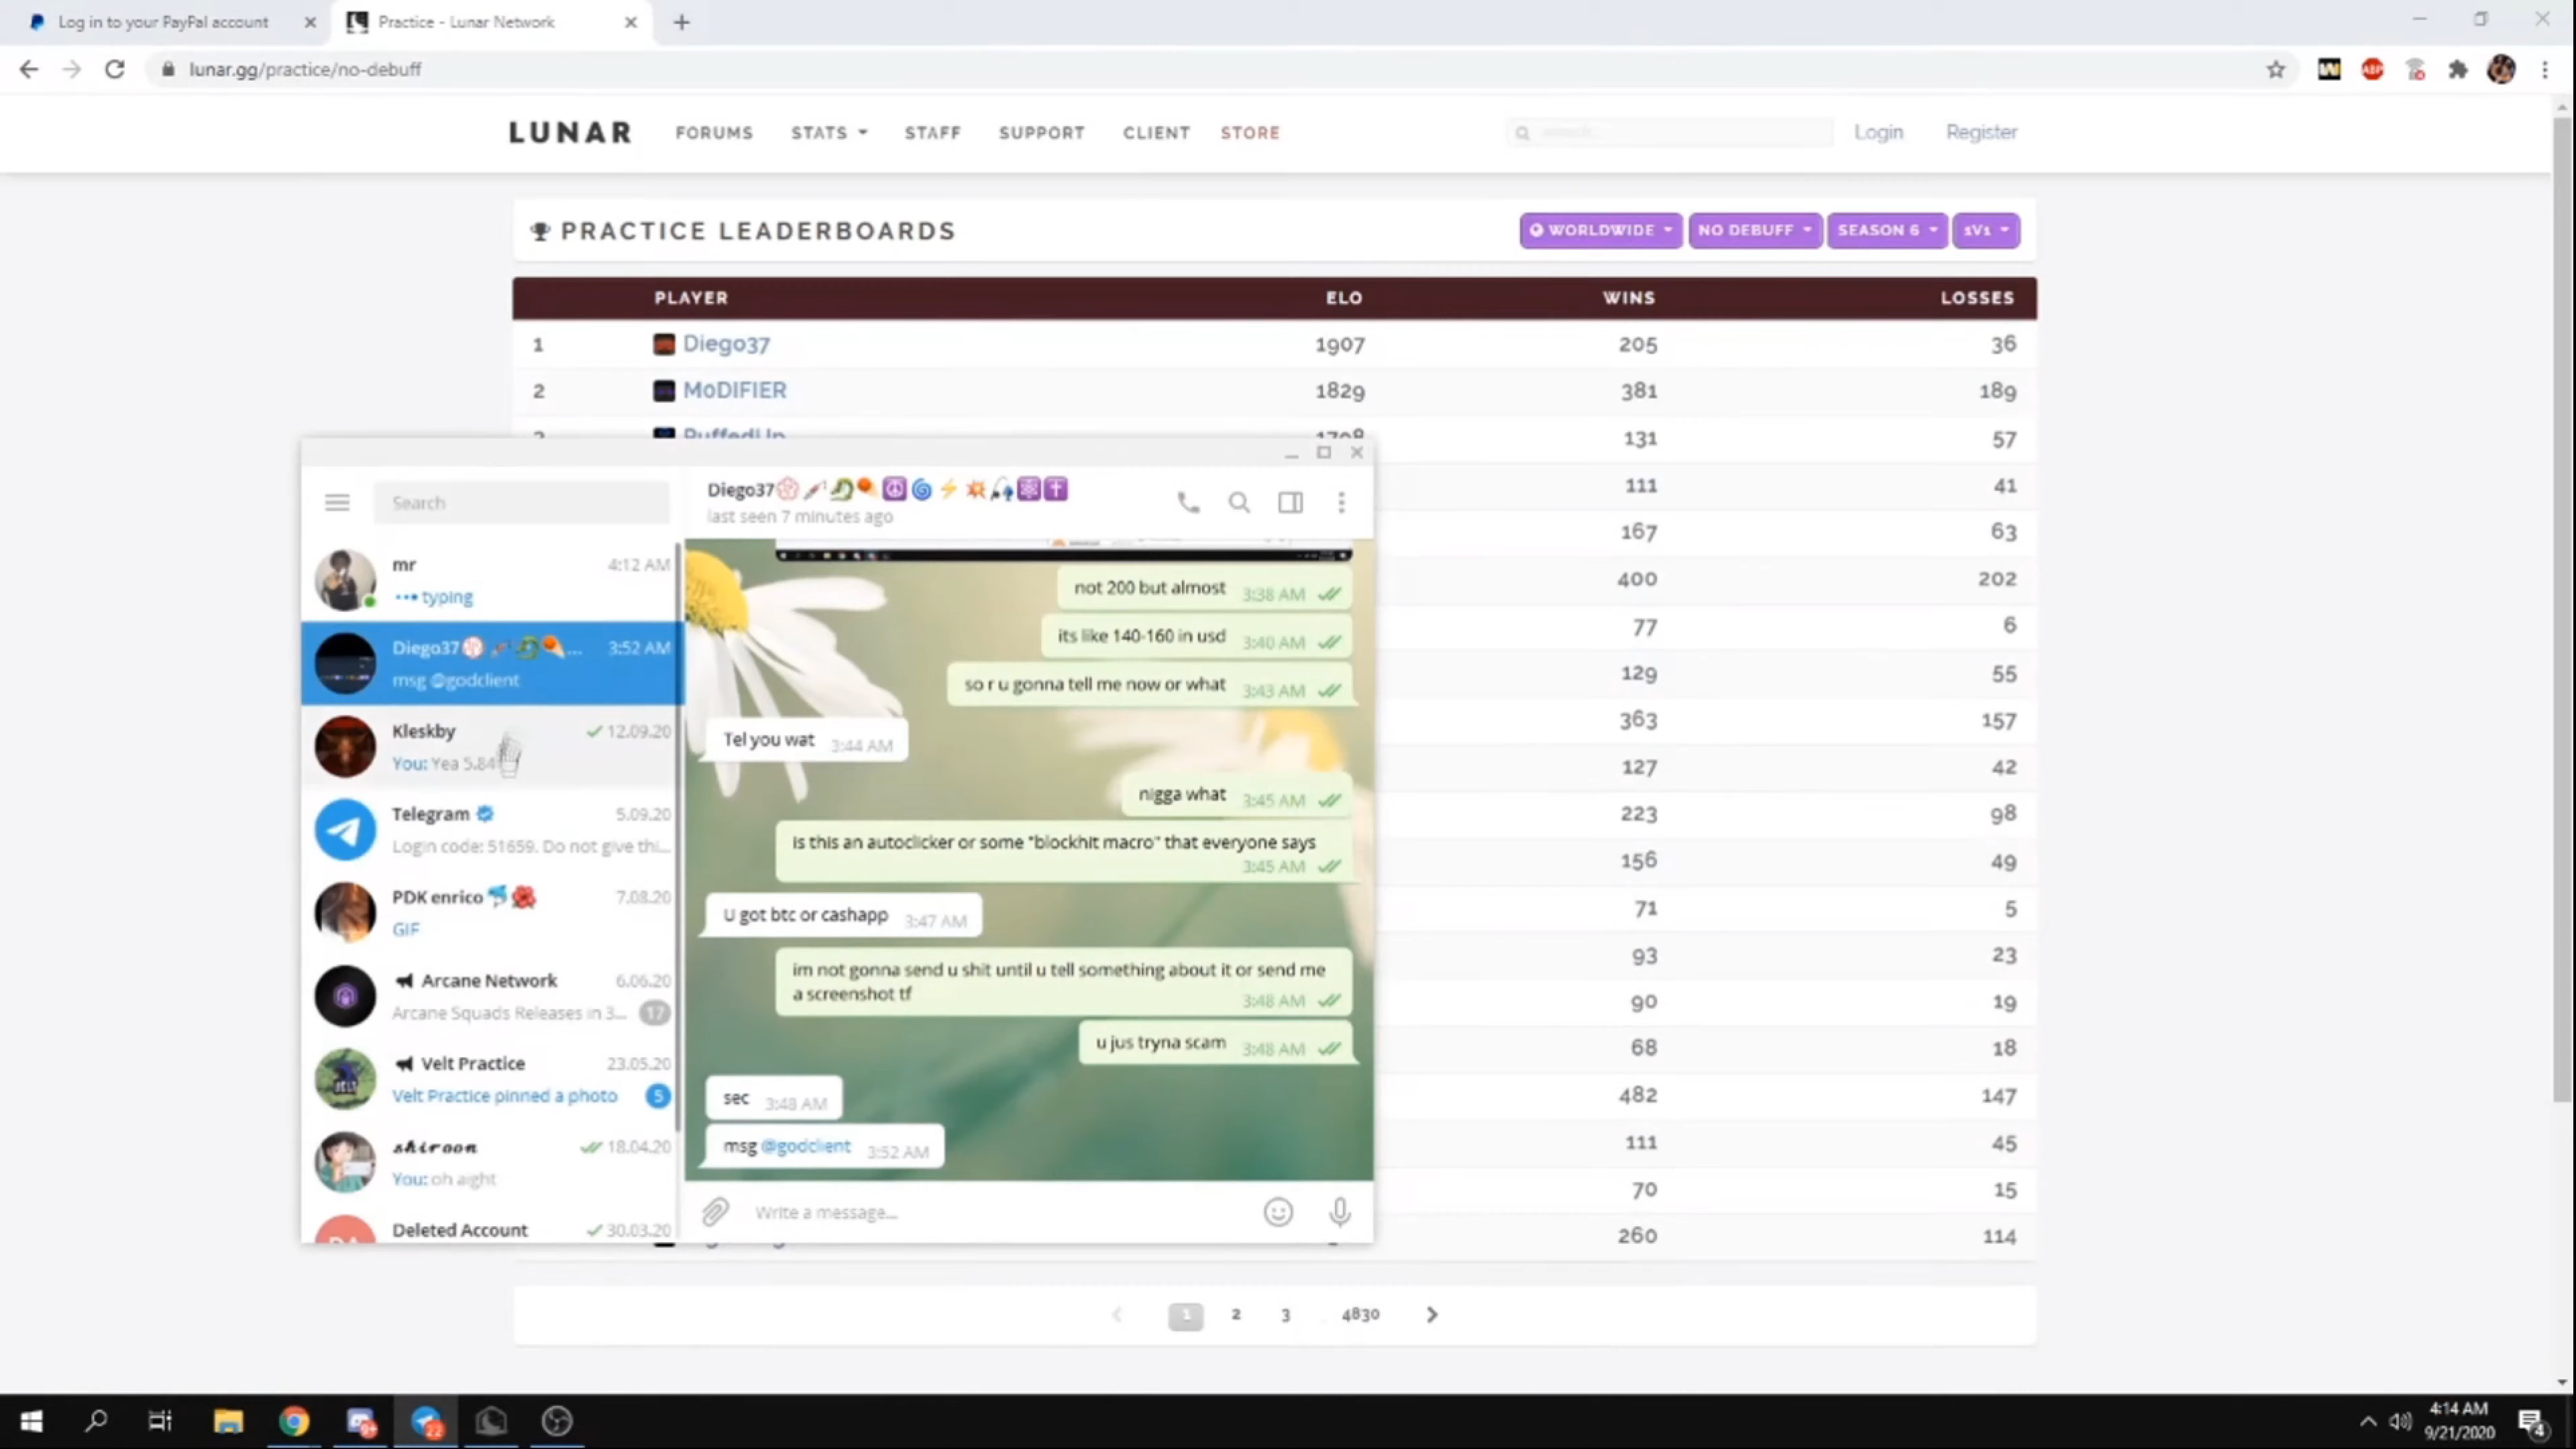 Log in to your PayPal account
Practice - Lunar Network
lunar.gg/practice/no-debuff
ABP
LUNAR
FORUMS
STATS
STAFF
SUPPORT
CLIENT
STORE
Login
Register
PRACTICE LEADERBOARDS
WORLDWIDE
NO DEBUFF
SEASON 6
1V1
PLAYER ELO WINS LOSSES
1 Diego37 1907 205 36
2 M0DIFIER 1829 381 189
131 57
111 41
167 63
400 202
77 6
129 55
363 157
127 42
223 98
156 49
71 5
93 23
90 19
68 18
482 147
111 45
70 15
260 114
1 2 3 4830
Search
mr 4:12 AM
typing
Diego37 ... 3:52 AM
msg @godclient
Kleskby 12.09.20
You: Yea 5.84
Telegram 5.09.20
Login code: 51659. Do not give thi...
PDK enrico 7.08.20
GIF
Arcane Network 6.06.20
Arcane Squads Releases in 3... 17
Velt Practice 23.05.20
Velt Practice pinned a photo 5
𝓼𝓱𝓲𝓻𝓸𝓸𝓷 18.04.20
You: oh aight
Deleted Account 30.03.20
Diego37
last seen 7 minutes ago
not 200 but almost 3:38 AM
its like 140-160 in usd 3:40 AM
so r u gonna tell me now or what 3:43 AM
Tel you wat 3:44 AM
nigga what 3:45 AM
is this an autoclicker or some "blockhit macro" that everyone says
3:45 AM
U got btc or cashapp 3:47 AM
im not gonna send u shit until u tell something about it or send me
a screenshot tf 3:48 AM
u jus tryna scam 3:48 AM
sec 3:48 AM
msg @godclient 3:52 AM
Write a message...
9+
22
4:14 AM
9/21/2020
4